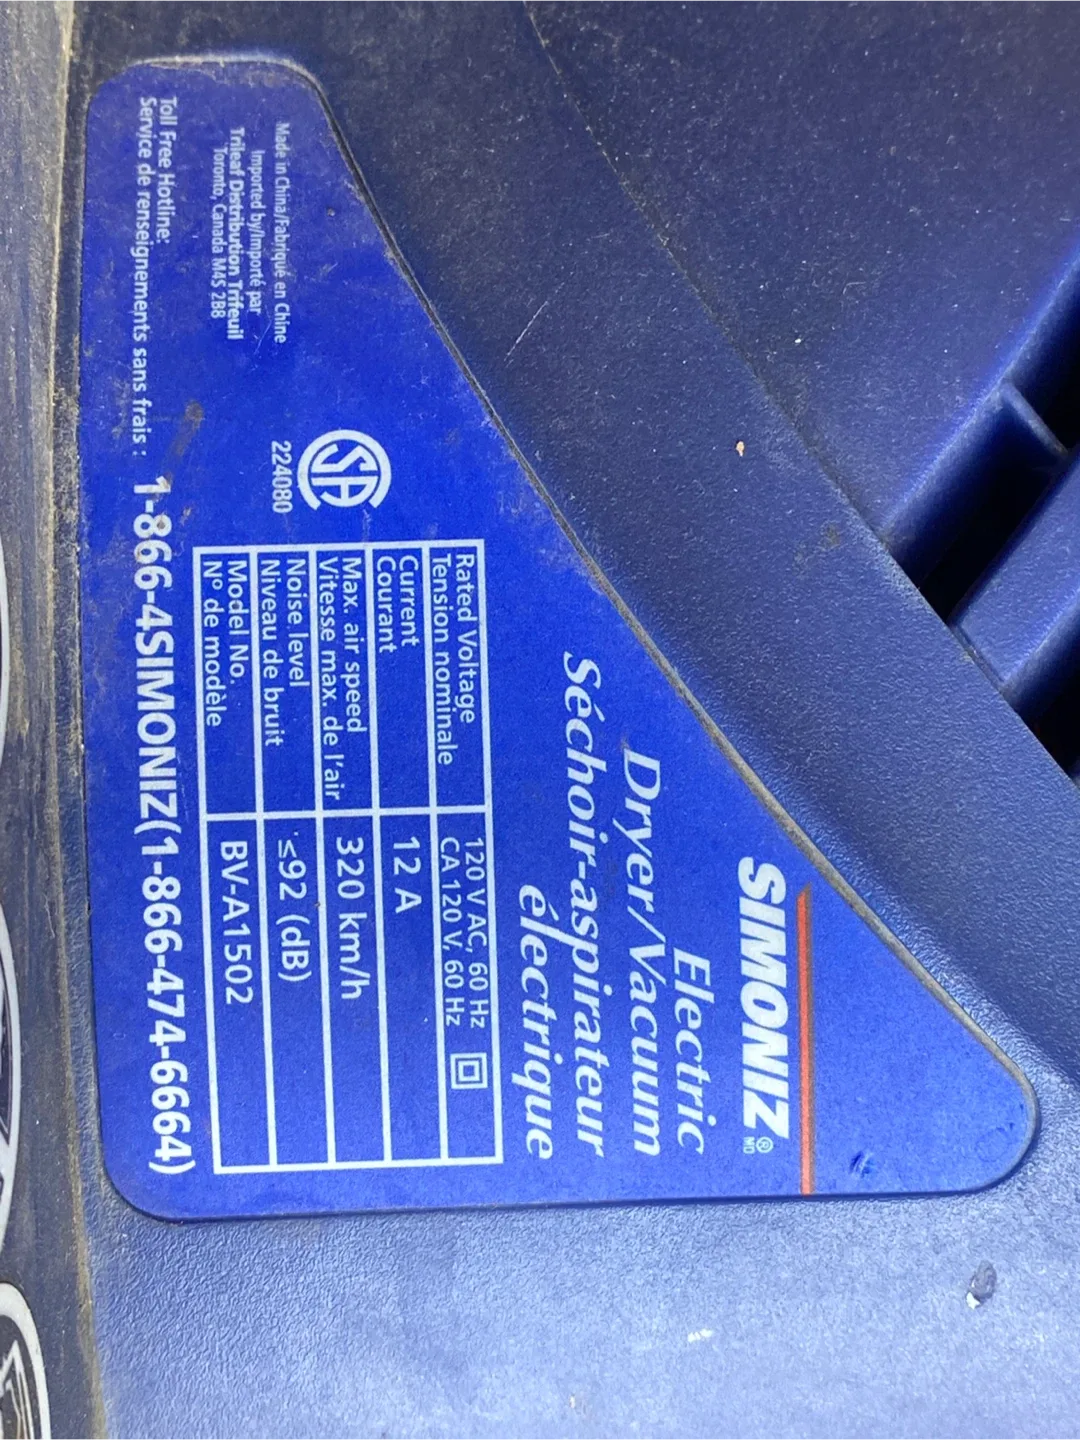 SIMONIZ® MD
Electric
Dryer/Vacuum
Séchoir-aspirateur
électrique
Rated Voltage
Tension nominale
120 V AC, 60 Hz
CA 120 V, 60 Hz
Current
Courant
12 A
Max. air speed
Vitesse max. de l'air
320 km/h
Noise level
Niveau de bruit
≤92 (dB)
Model No.
N° de modèle
BV-A1502
SA
224080
Made in China/Fabriqué en Chine
Imported by/Importé par
Trileaf Distribution Trifeuil
Toronto, Canada M4S 2B8
Toll Free Hotline:
Service de renseignements sans frais : 1-866-4SIMONIZ(1-866-474-6664)